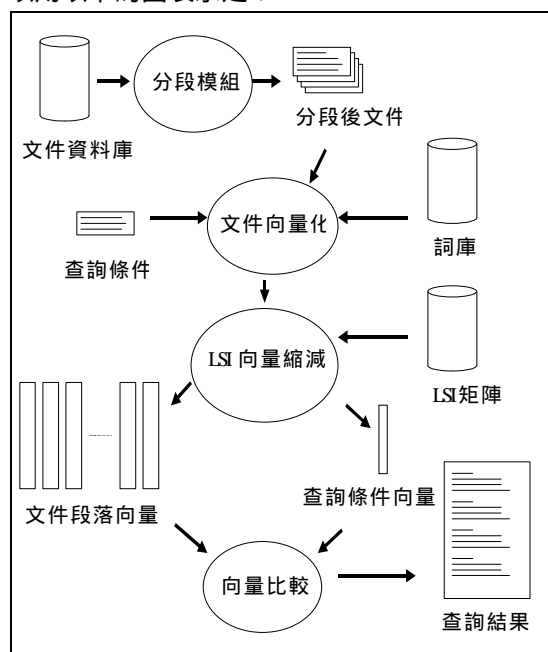 分段模組
文件資料庫
分段後文件
文件向量化
查詢條件
詞庫
LSI 向量縮減
LSI矩陣
文件段落向量
查詢條件向量
向量比較
查詢結果